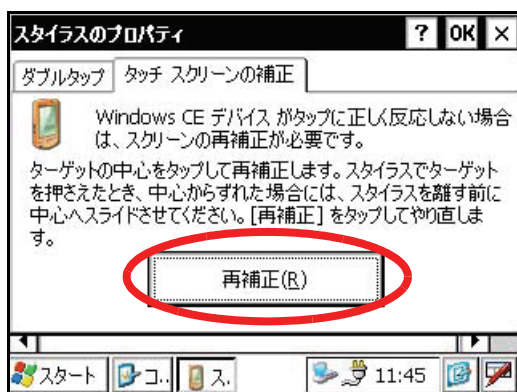 スタイラスのプロパティ ? OK ×
ダブルタップ タッチ スクリーンの補正
Windows CE デバイス がタップに正しく反応しない場合
は、スクリーンの再補正が必要です。
ターゲットの中心をタップして再補正します。スタイラスでターゲット
を押さえたとき、中心からずれた場合には、スタイラスを離す前に
中心へスライドさせてください。[再補正] をタップしてやり直しま
す。
再補正(R)
スタート コ.. ス. 11:45